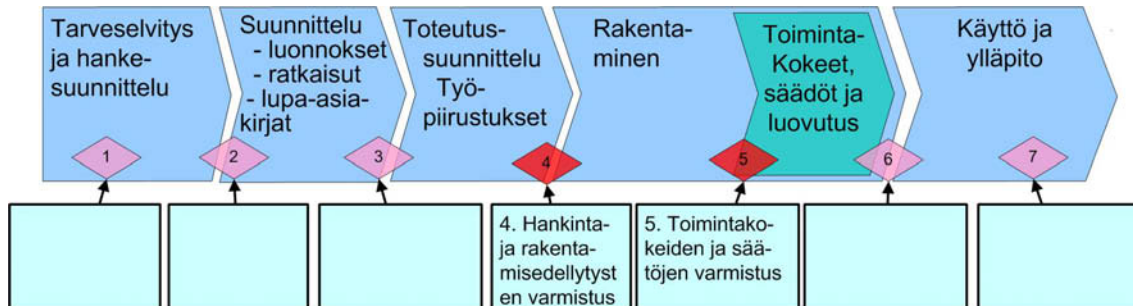 Tarveselvitys
ja hanke-
suunnittelu
Suunnittelu
- luonnokset
- ratkaisut
- lupa-asia-
kirjat
Toteutus-
suunnittelu
Työ-
piirustukset
Rakenta-
minen
Toiminta-
Kokeet,
säädöt ja
luovutus
Käyttö ja
ylläpito
1
2
3
4
5
6
7
4. Hankinta-
ja rakenta-
misedellytyst
en varmistus
5. Toimintako-
keiden ja sää-
töjen varmistus